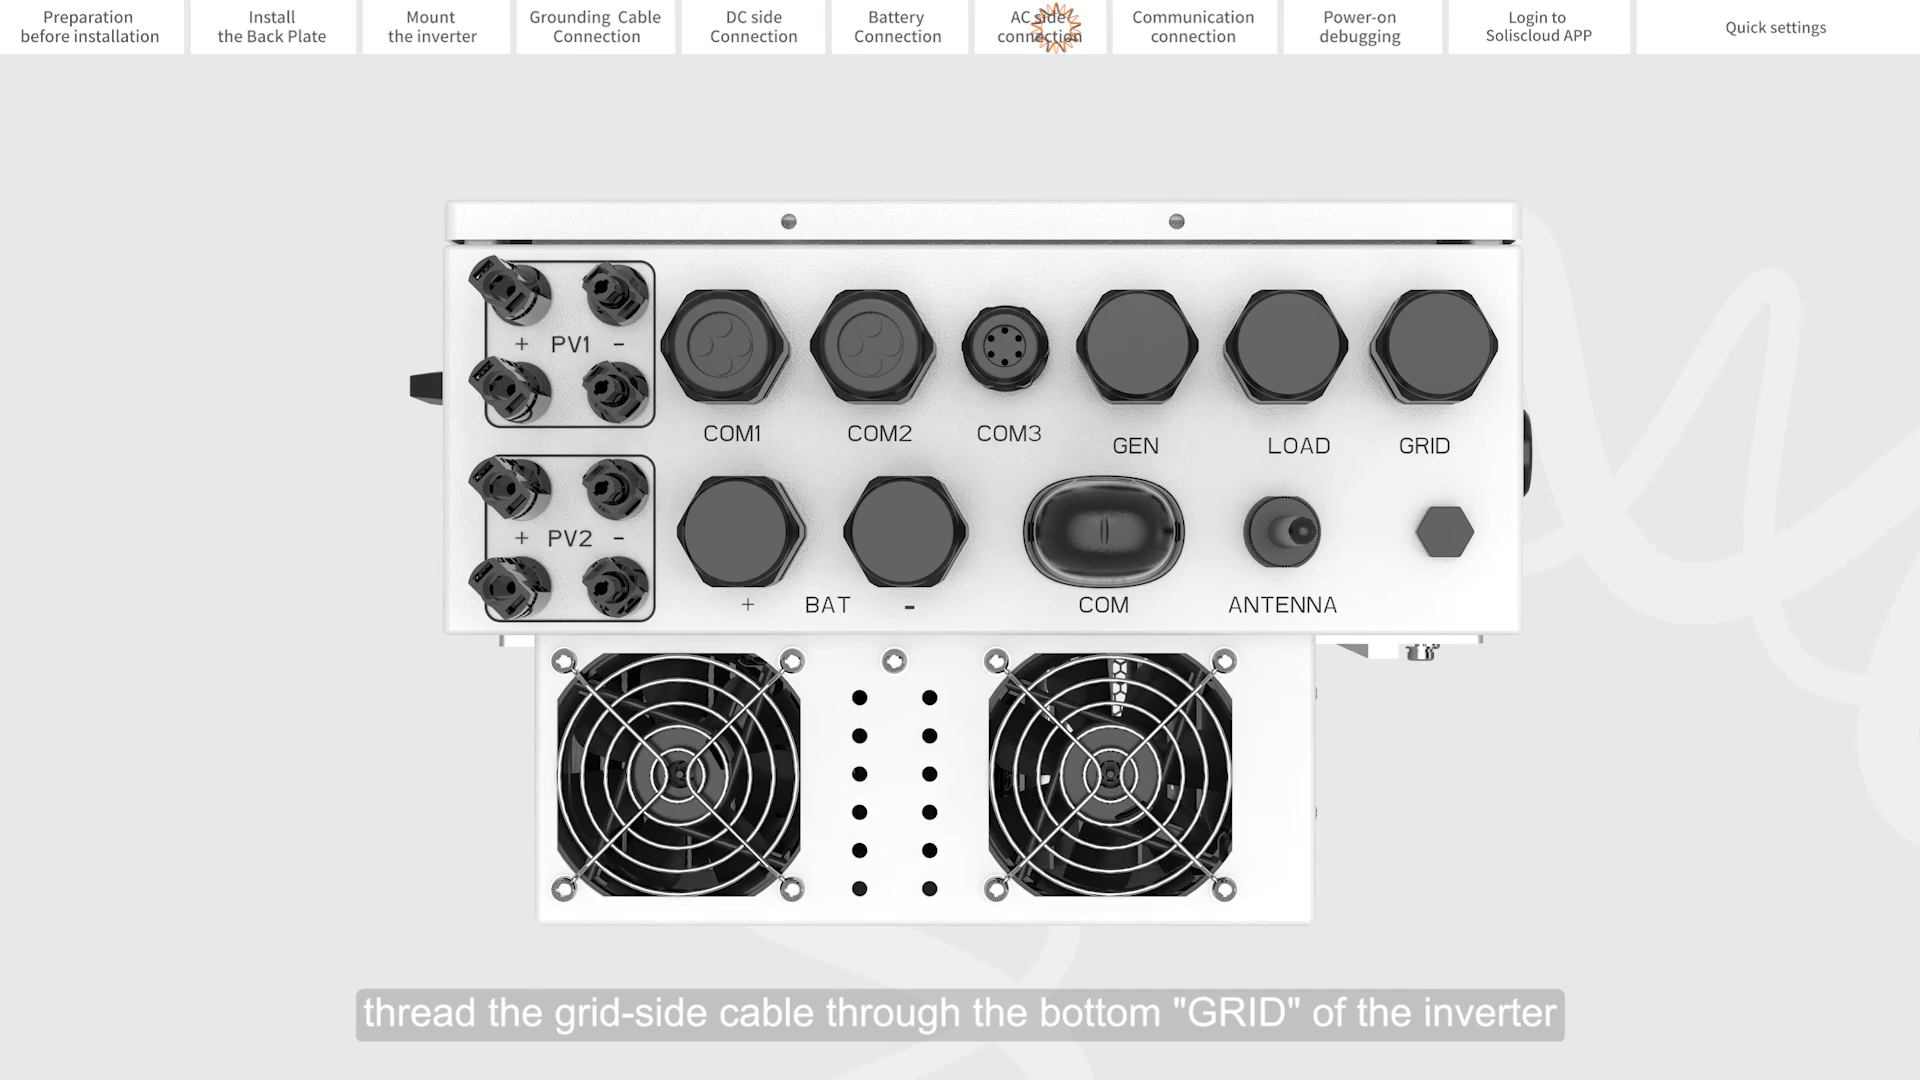 Preparation
before installation
Install
the Back Plate
Mount
the inverter
Grounding Cable
Connection
DC side
Connection
Battery
Connection
AC side
connection
Communication
connection
Power-on
debugging
Login to
Soliscloud APP
Quick settings
+ PV1 -
COM1
COM2
COM3
GEN
LOAD
GRID
+ PV2 -
+ BAT -
COM
ANTENNA
thread the grid-side cable through the bottom "GRID" of the inverter